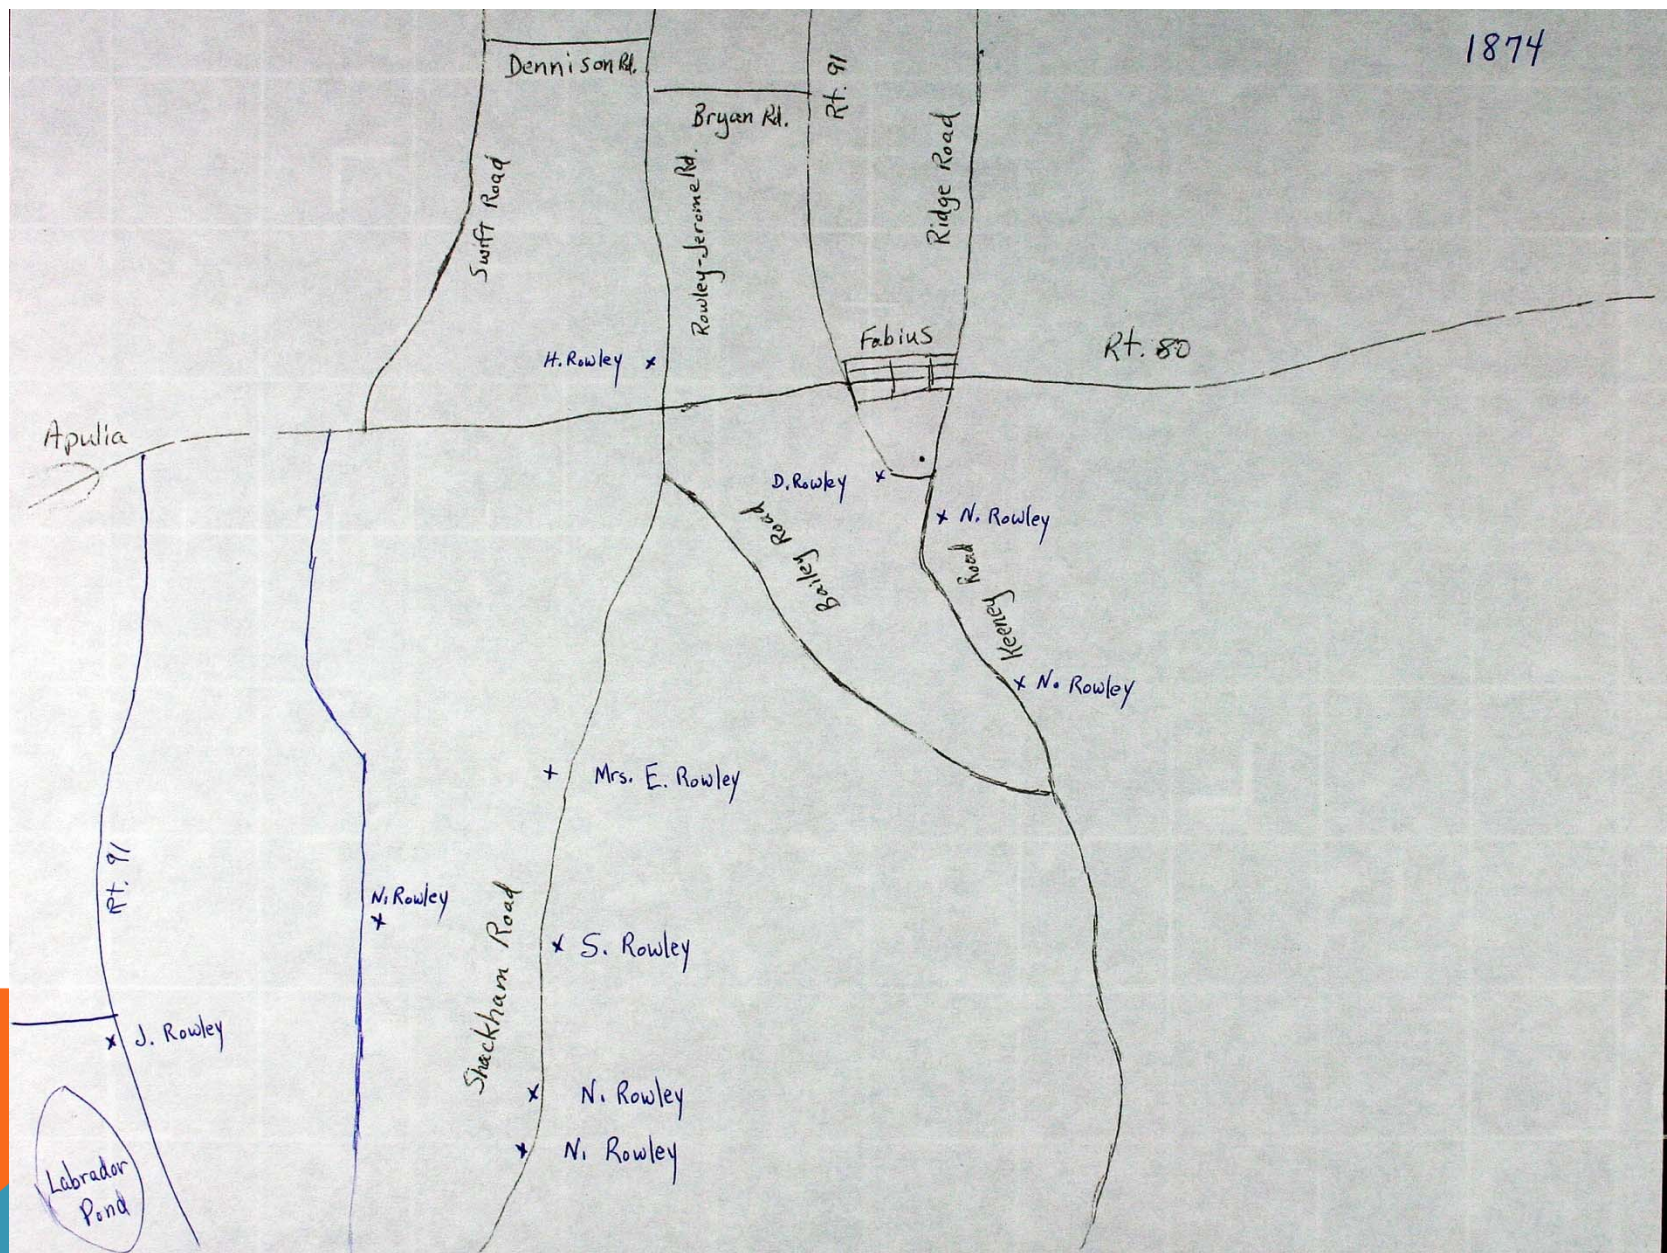 1874
Dennison Rd.
Bryan Rd.
Rt. 91
Ridge Road
Swift Road
Rowley-Jerome Rd.
Fabius
Rt. 80
H. Rowley
Apulia
D. Rowley
N. Rowley
Bailey Road
Keeney Road
N. Rowley
Mrs. E. Rowley
Rt. 91
N. Rowley
Shackham Road
S. Rowley
J. Rowley
N. Rowley
N. Rowley
Labrador
Pond